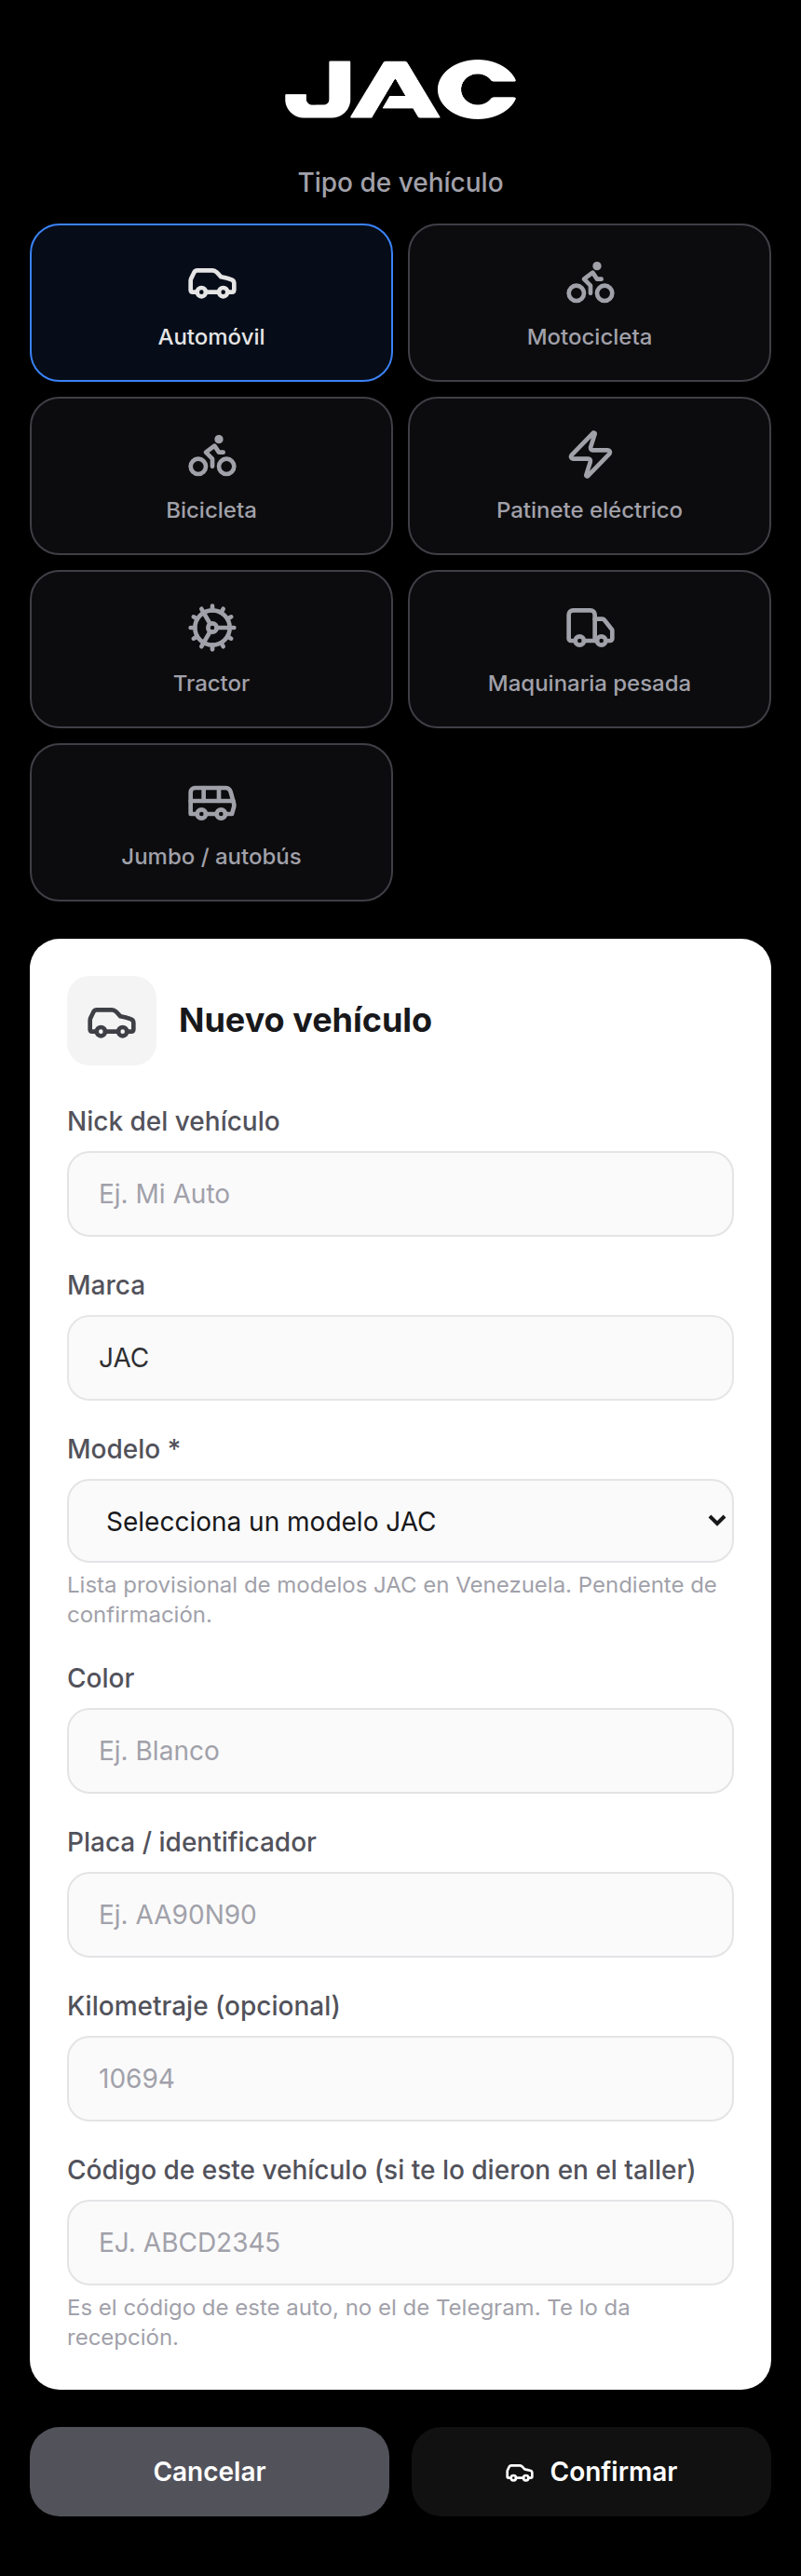 JAC
Tipo de vehículo
Automóvil
Motocicleta
Bicicleta
Patinete eléctrico
Tractor
Maquinaria pesada
Jumbo / autobús
Nuevo vehículo
Nick del vehículo
Ej. Mi Auto
Marca
JAC
Modelo *
Selecciona un modelo JAC
Lista provisional de modelos JAC en Venezuela. Pendiente de
confirmación.
Color
Ej. Blanco
Placa / identificador
Ej. AA90N90
Kilometraje (opcional)
10694
Código de este vehículo (si te lo dieron en el taller)
EJ. ABCD2345
Es el código de este auto, no el de Telegram. Te lo da
recepción.
Cancelar
Confirmar